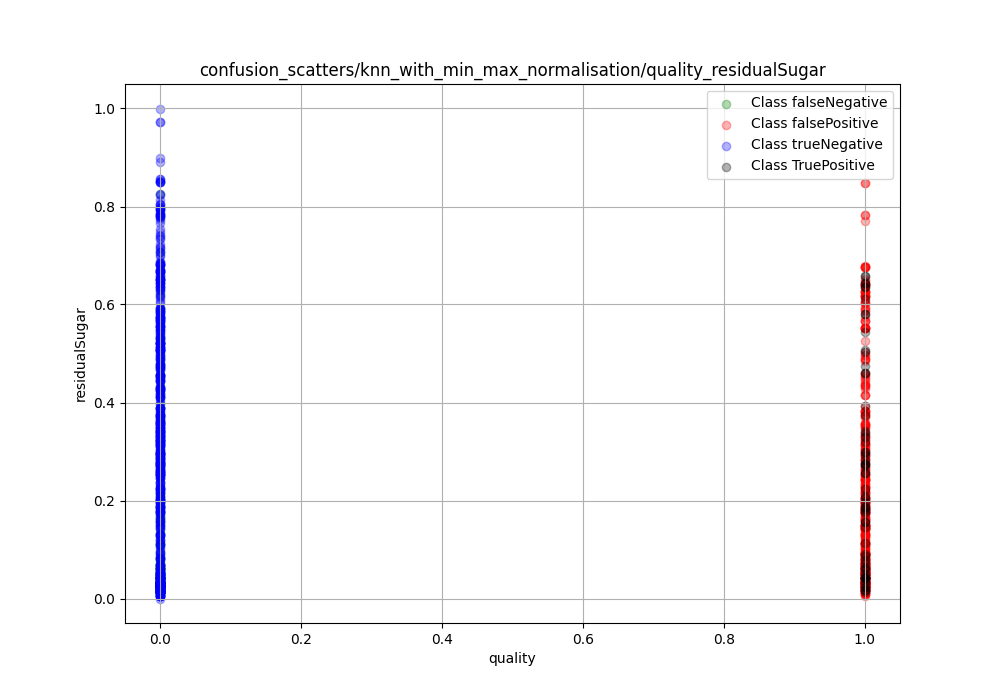 confusion_scatters/knn_with_min_max_normalisation/quality_residualSugar
Class falseNegative
Class falsePositive
Class trueNegative
Class TruePositive
1.0
0.8
0.6
0.4
0.2
0.0
residualSugar
0.0 0.2 0.4 0.6 0.8 1.0
quality